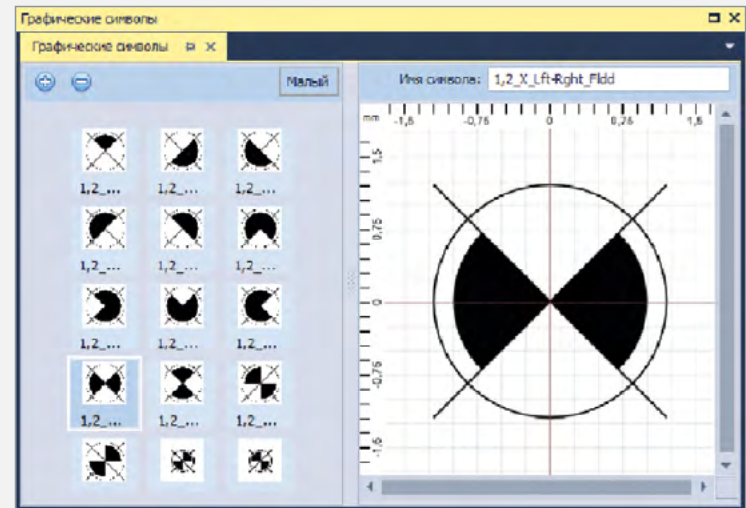 Графические символы
Графические символы
Малый
Имя символа: 1,2_X_Lft-Rght_Fldd
mm -1,5 -0,75 0 0,75 1,5
1,5
0,75
0
-0,75
-1,5
1,2_... 1,2_... 1,2_...
1,2_... 1,2_... 1,2_...
1,2_... 1,2_... 1,2_...
1,2_... 1,2_... 1,2_...